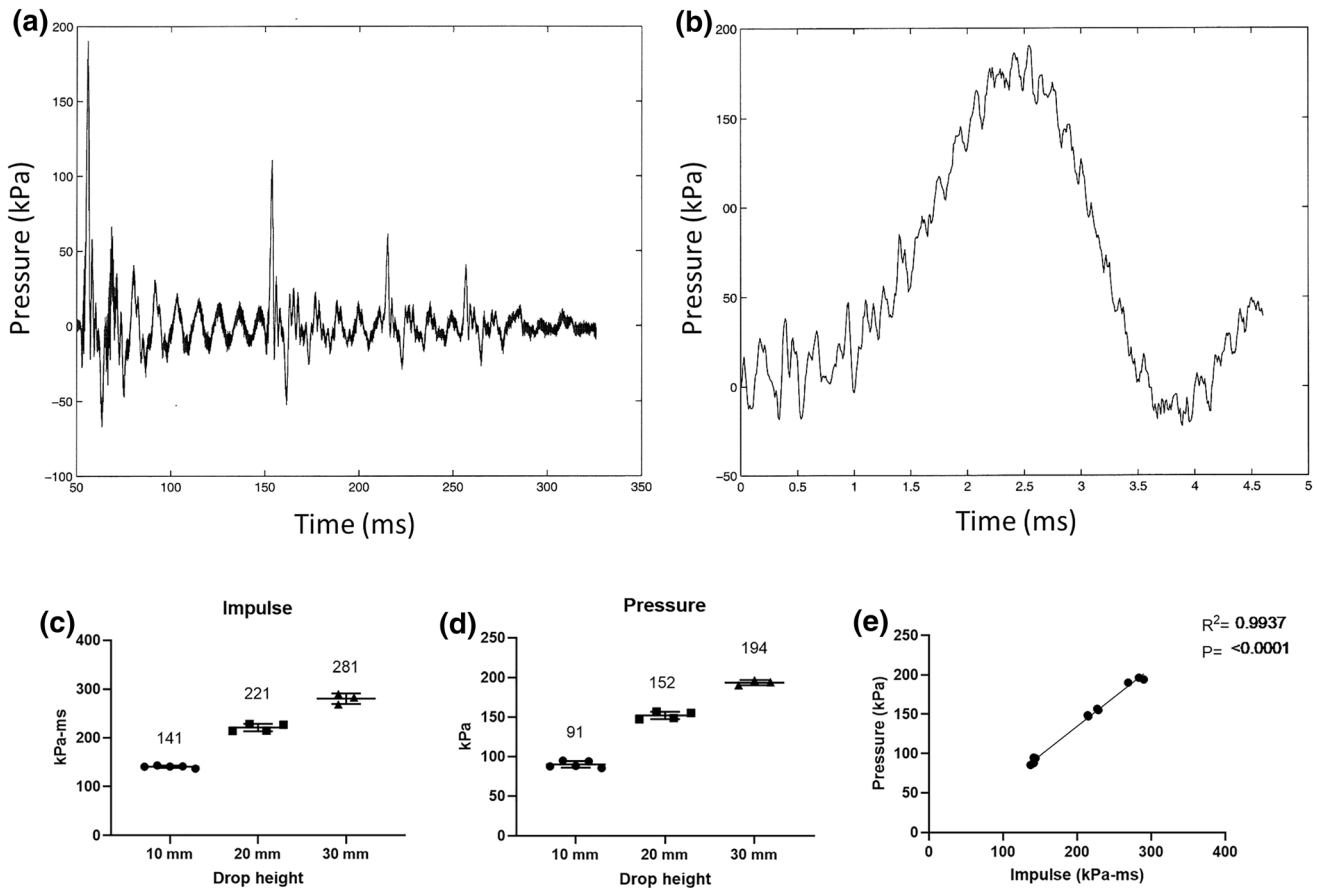 (a)
200
150
100
50
0
−50
−100
50
100
150
200
250
300
350
Pressure (kPa)
Time (ms)
(b)
200
150
00
00
50
0
−50
0
0.5
1
1.5
2
2.5
3
3.5
4
4.5
5
Pressure (kPa)
Time (ms)
(c)
Impulse
400
300
200
100
0
kPa-ms
141
221
281
10 mm
20 mm
30 mm
Drop height
(d)
Pressure
250
200
150
100
50
0
kPa
91
152
194
10 mm
20 mm
30 mm
Drop height
(e)
R²= 0.9937
P= <0.0001
250
200
150
100
50
0
Pressure (kPa)
0
100
200
300
400
Impulse (kPa-ms)